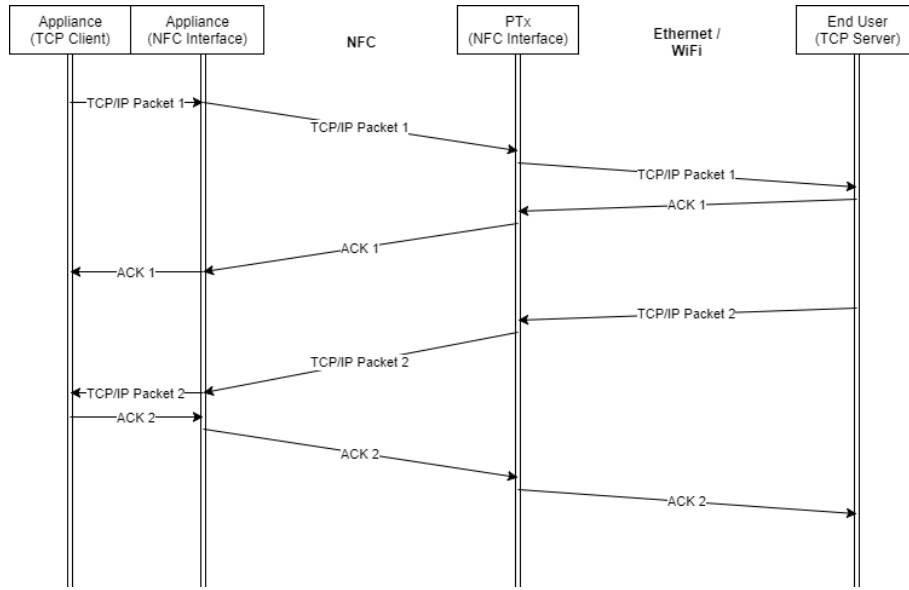 Appliance
(TCP Client)
Appliance
(NFC Interface)
NFC
PTx
(NFC Interface)
Ethernet /
WiFi
End User
(TCP Server)
TCP/IP Packet 1
TCP/IP Packet 1
TCP/IP Packet 1
ACK 1
ACK 1
ACK 1
TCP/IP Packet 2
TCP/IP Packet 2
TCP/IP Packet 2
ACK 2
ACK 2
ACK 2